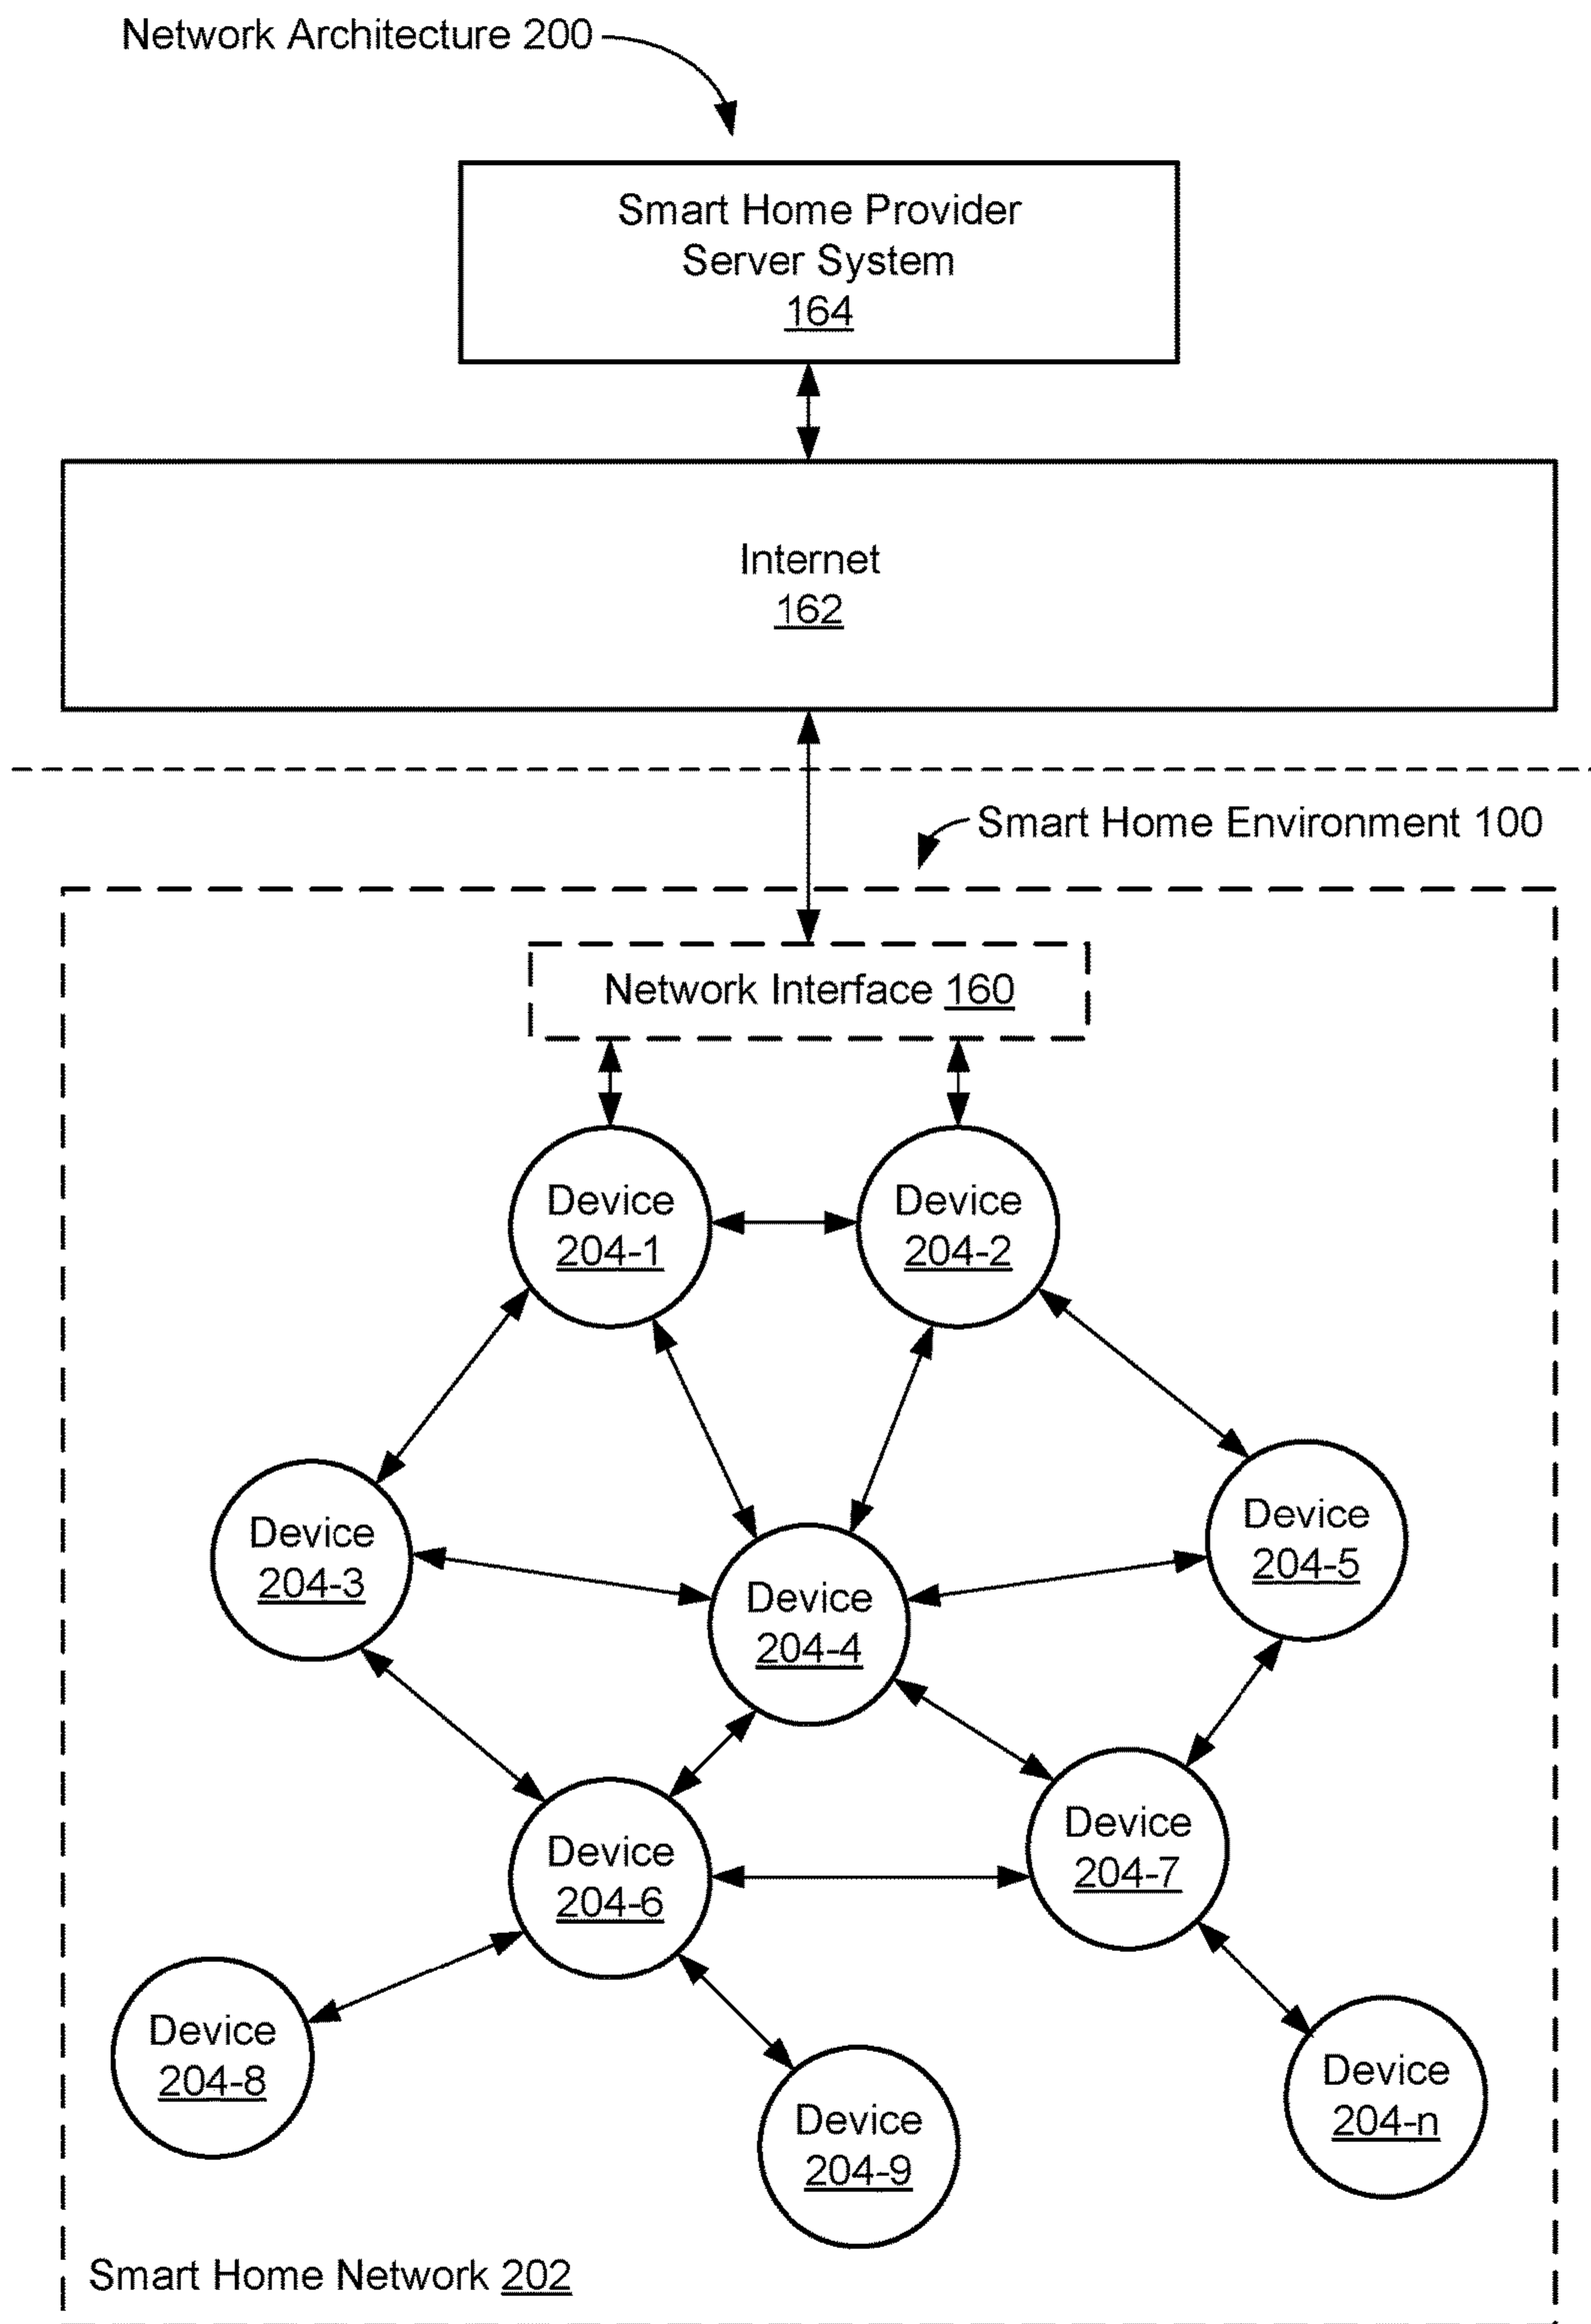 Network Architecture 200
Smart Home Provider
Server System
164
Internet
162
Smart Home Environment 100
Network Interface 160
Device
204-1
Device
204-2
Device
204-3
Device
204-4
Device
204-5
Device
204-6
Device
204-7
Device
204-8
Device
204-9
Device
204-n
Smart Home Network 202